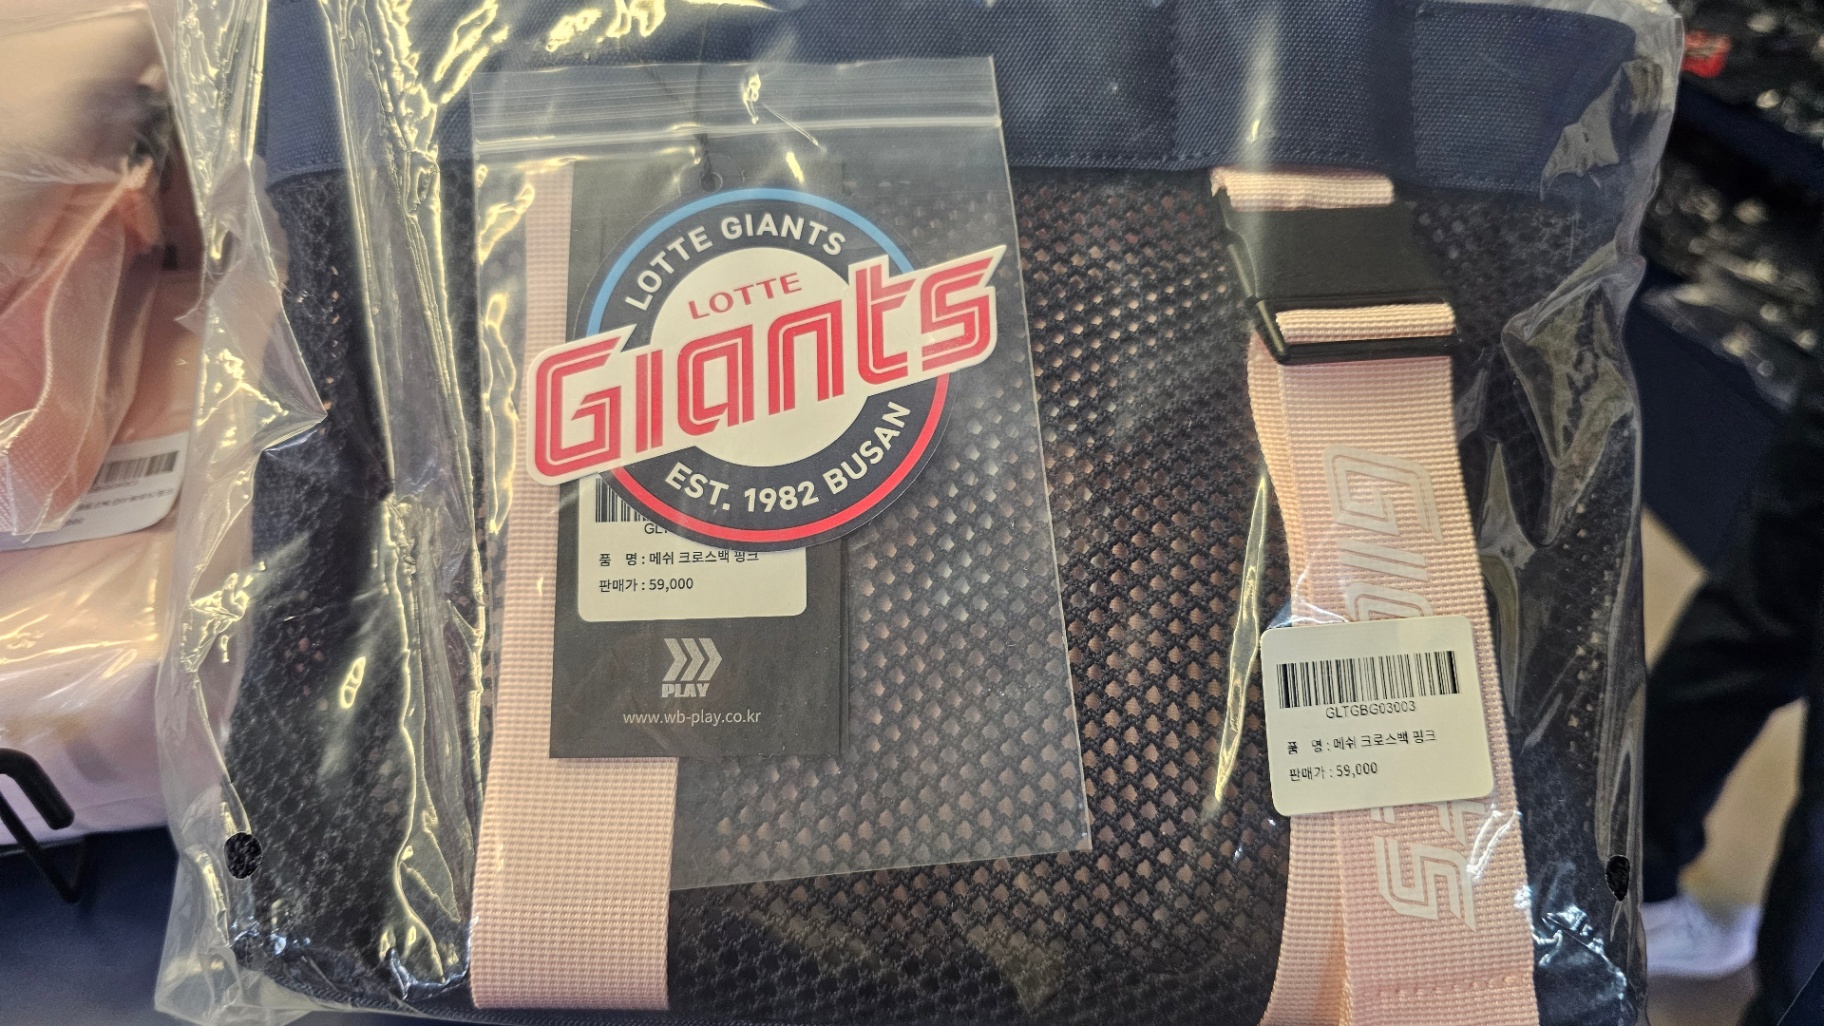 LOTTE GIANTS
LOTTE
Giants
EST. 1982 BUSAN
품 명 : 메쉬 크로스백 핑크
판매가 : 59,000
PLAY
www.wb-play.co.kr
GLTGBG03003
품 명 : 메쉬 크로스백 핑크
판매가 : 59,000